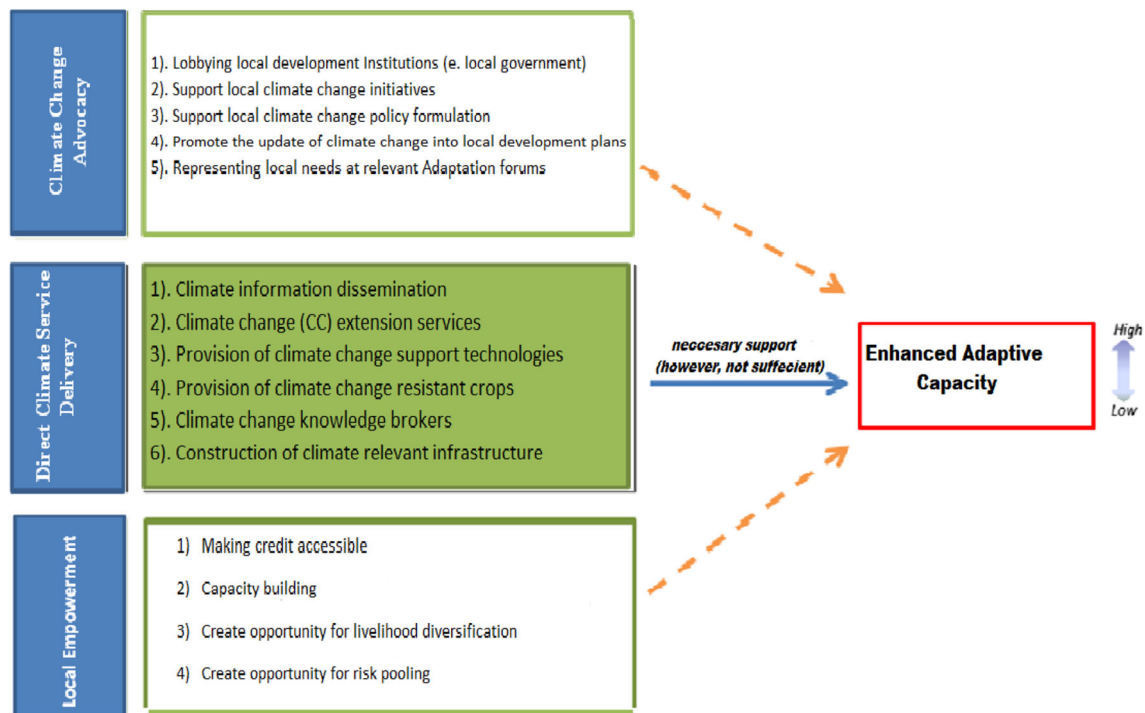 Climate Change
Advocacy
1). Lobbying local development Institutions (e. local government)
2). Support local climate change initiatives
3). Support local climate change policy formulation
4). Promote the update of climate change into local development plans
5). Representing local needs at relevant Adaptation forums
Direct Climate Service
Delivery
1). Climate information dissemination
2). Climate change (CC) extension services
3). Provision of climate change support technologies
4). Provision of climate change resistant crops
5). Climate change knowledge brokers
6). Construction of climate relevant infrastructure
neccesary support
(however, not suffecient)
Enhanced Adaptive
Capacity
High
Low
Local Empowerment
1) Making credit accessible
2) Capacity building
3) Create opportunity for livelihood diversification
4) Create opportunity for risk pooling